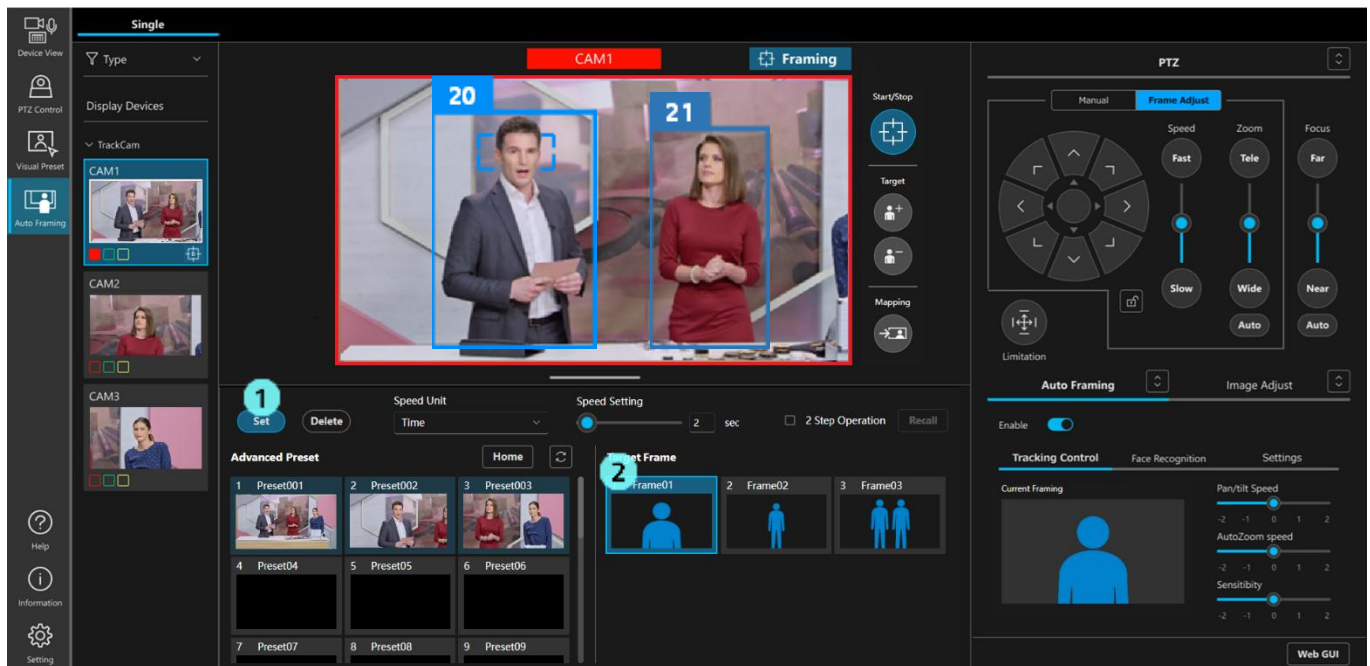 Single
Device View
PTZ Control
Visual Preset
Auto Framing
Help
Information
Setting
Type
Display Devices
TrackCam
CAM1
CAM2
CAM3
CAM1
Framing
20
21
Start/Stop
Target
Mapping
1
Set
Delete
Speed Unit
Time
Speed Setting
2 sec
2 Step Operation
Recall
Advanced Preset
Home
1 Preset001
2 Preset002
3 Preset003
4 Preset04
5 Preset05
6 Preset06
7 Preset07
8 Preset08
9 Preset09
Target Frame
2
Frame01
2 Frame02
3 Frame03
PTZ
Manual
Frame Adjust
Speed
Zoom
Focus
Fast
Tele
Far
Slow
Wide
Near
Auto
Auto
Limitation
Auto Framing
Image Adjust
Enable
Tracking Control
Face Recognition
Settings
Current Framing
Pan/tilt Speed
-2 -1 0 1 2
AutoZoom speed
-2 -1 0 1 2
Sensitibity
-2 -1 0 1 2
Web GUI